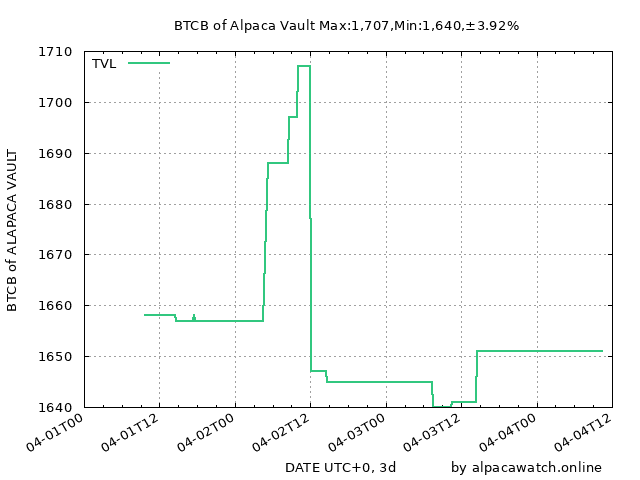 BTCB of Alpaca Vault Max:1,707,Min:1,640,±3.92%
1710
TVL
1700
1690
1680
1670
1660
1650
1640
BTCB of ALAPACA VAULT
04-01T00
04-01T12
04-02T00
04-02T12
04-03T00
04-03T12
04-04T00
04-04T12
DATE UTC+0, 3d
by alpacawatch.online